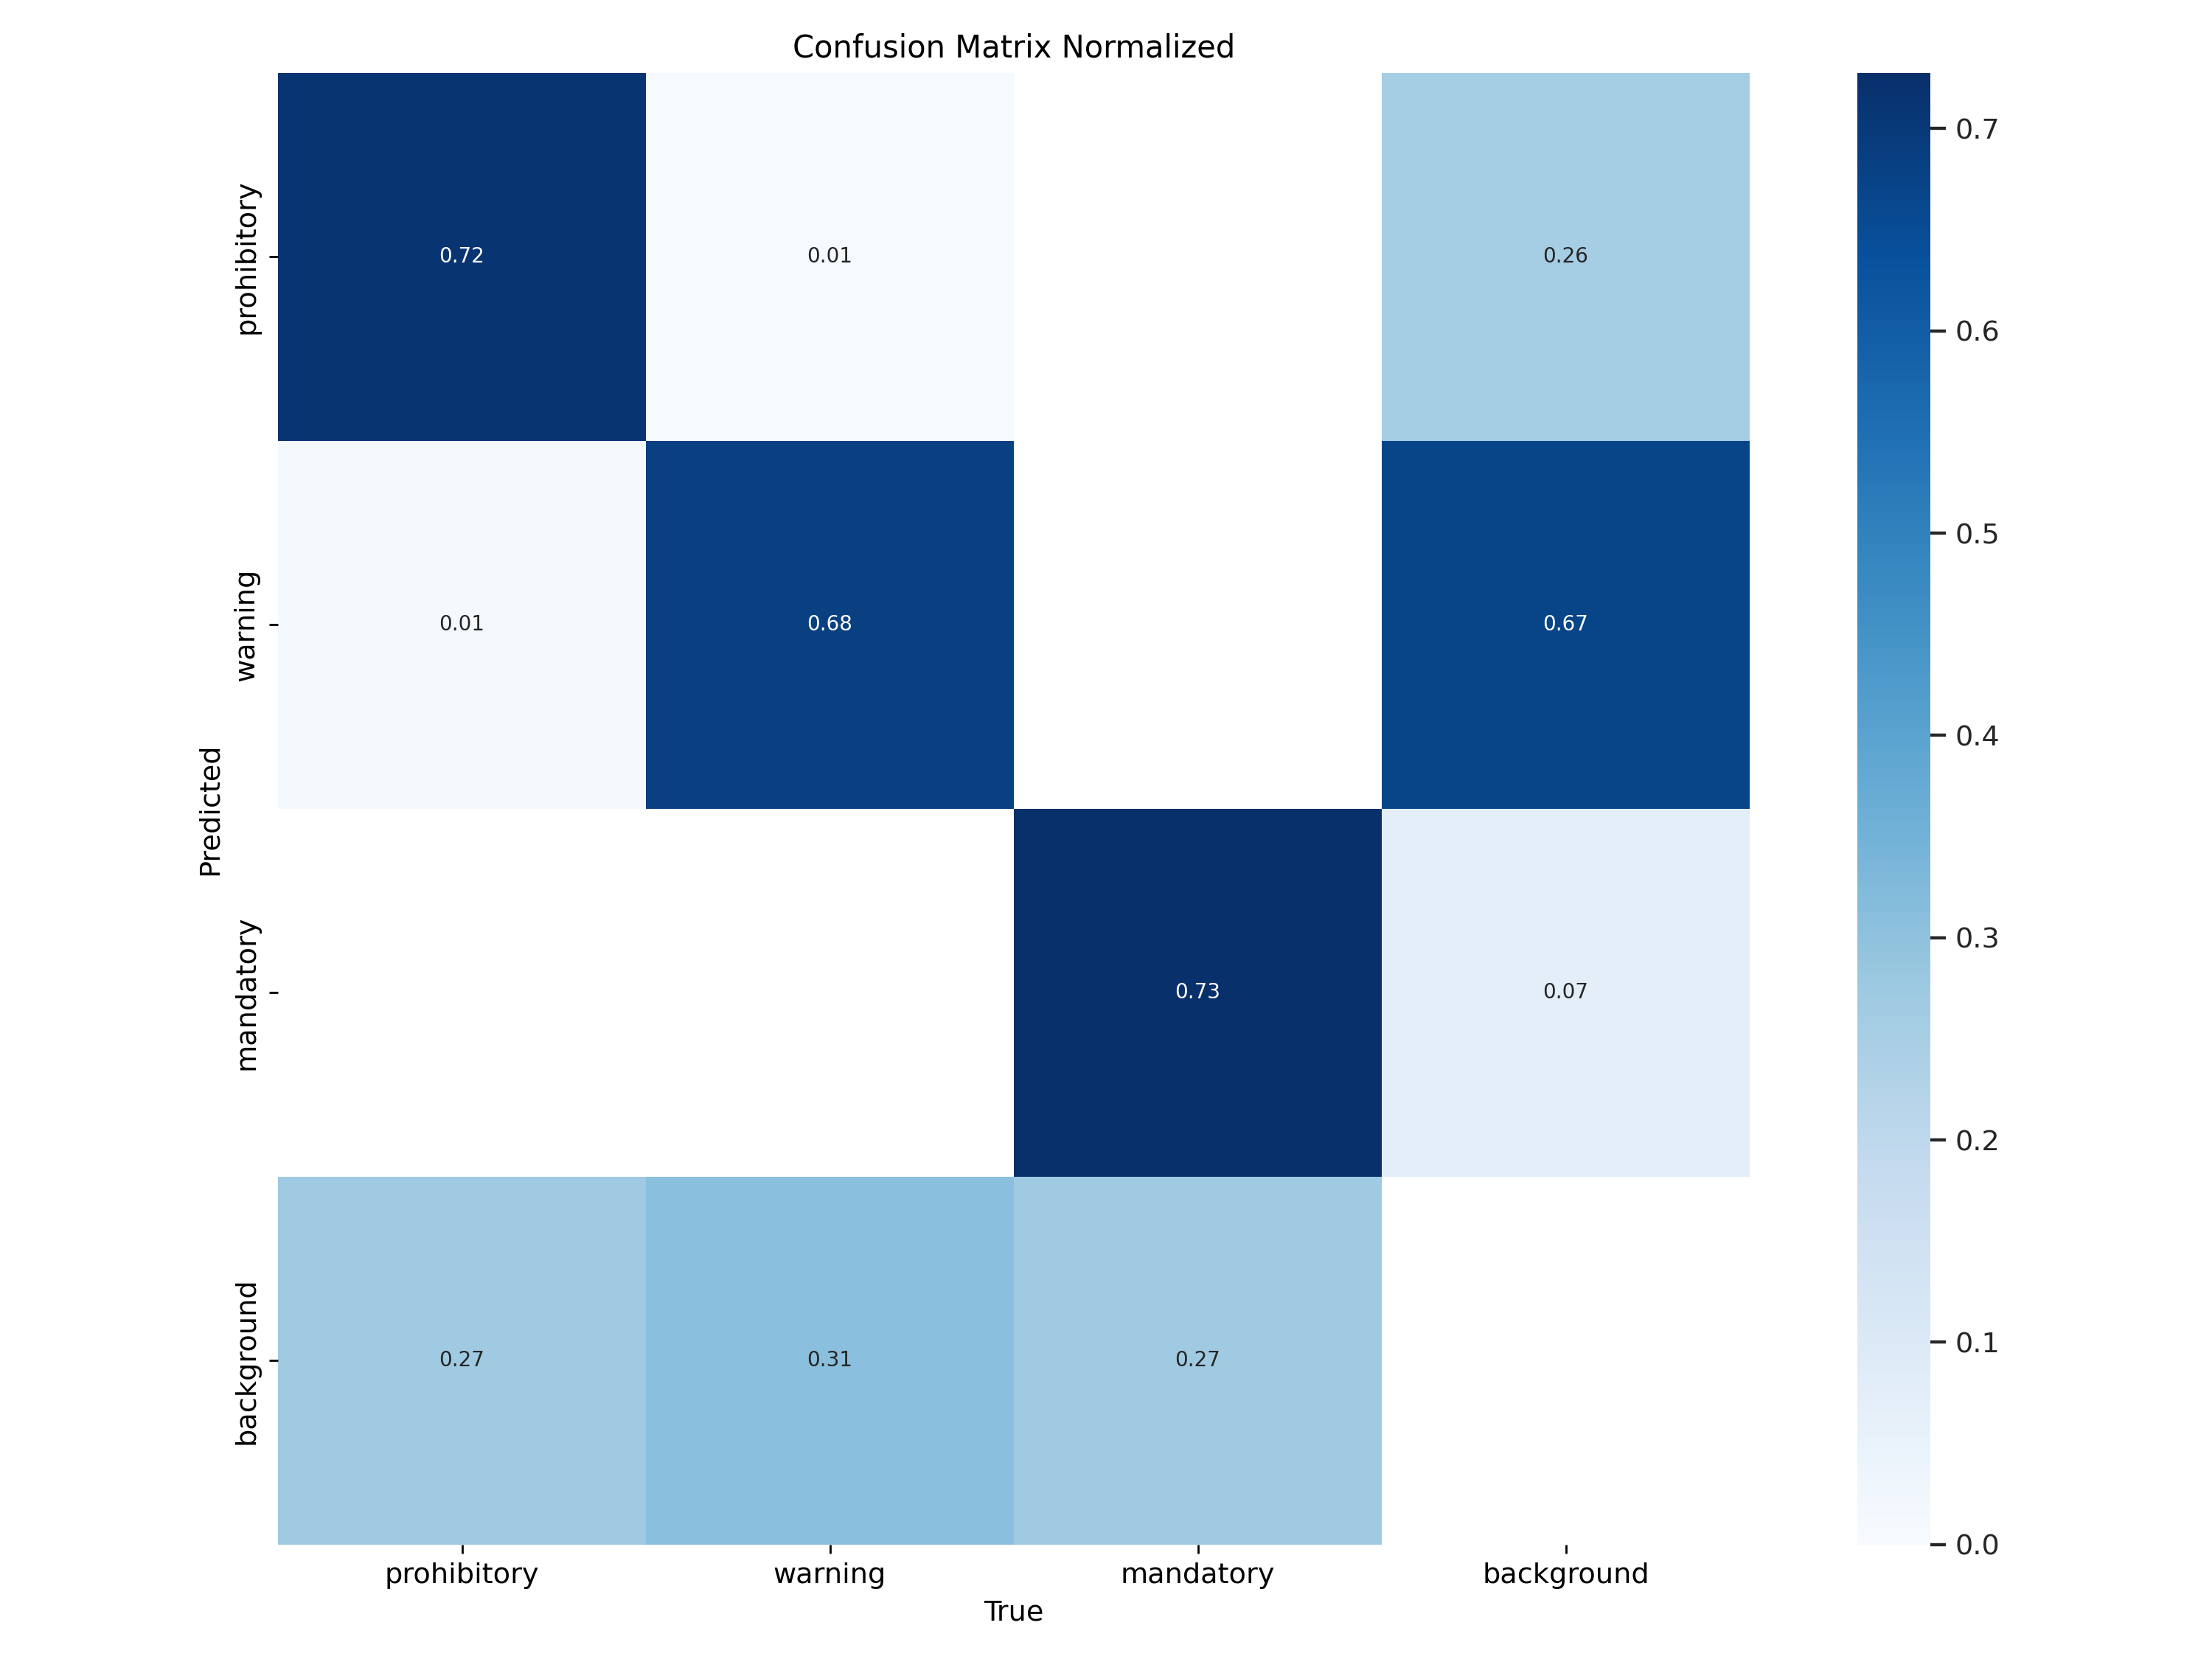 Confusion Matrix Normalized
prohibitory
0.72
0.01
0.26
warning
0.01
0.68
0.67
mandatory
0.73
0.07
background
0.27
0.31
0.27
Predicted
prohibitory
warning
mandatory
background
True
0.7
0.6
0.5
0.4
0.3
0.2
0.1
0.0